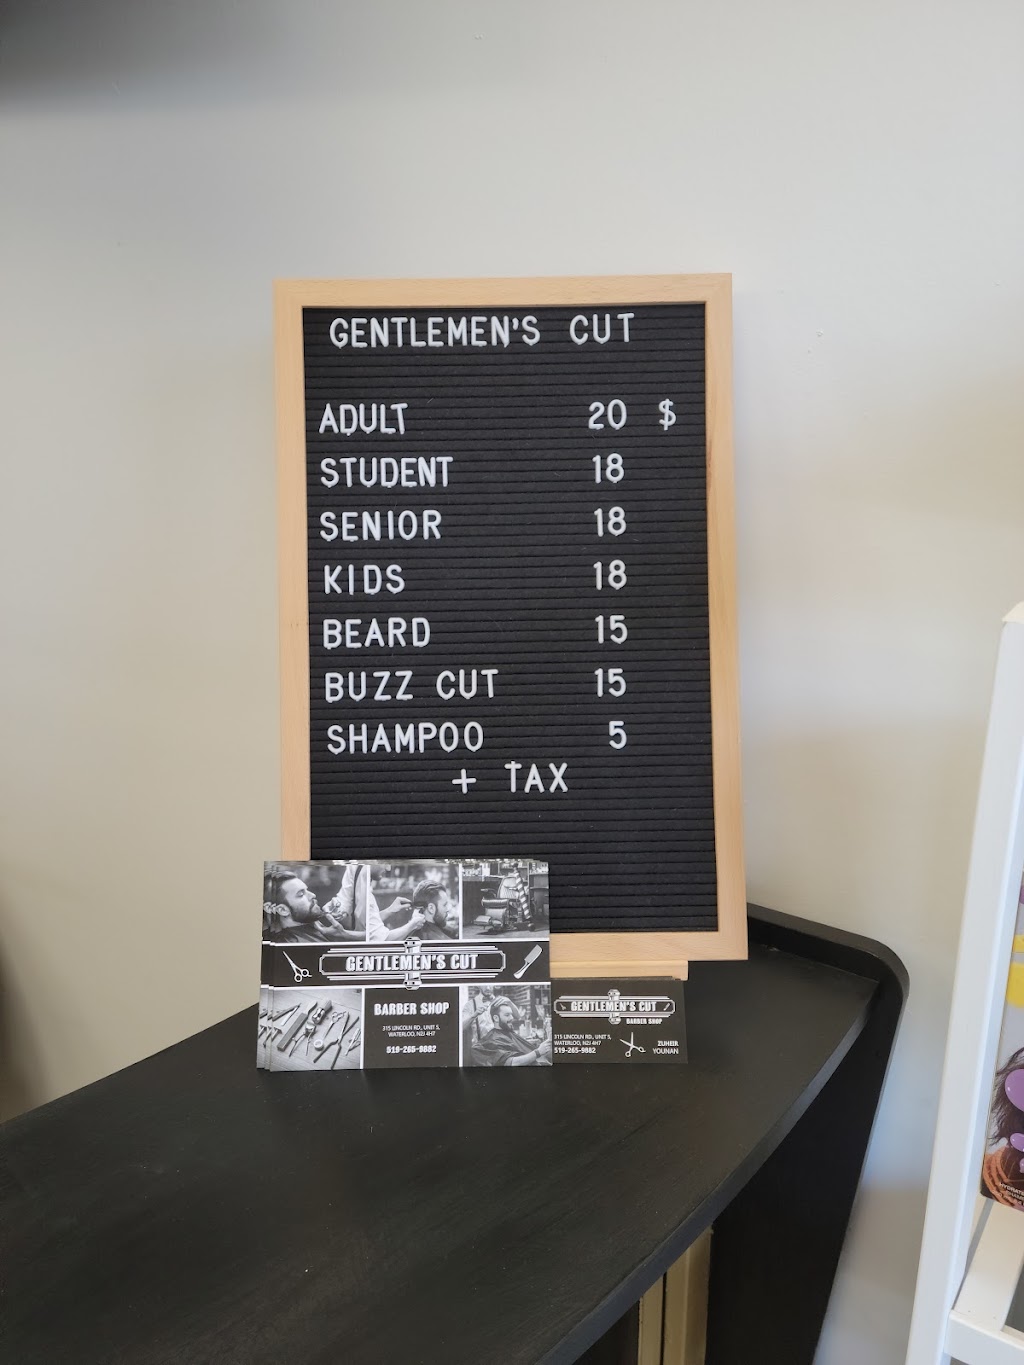 GENTLEMEN'S CUT
ADULT 20 $
STUDENT 18
SENIOR 18
KIDS 18
BEARD 15
BUZZ CUT 15
SHAMPOO 5
+ TAX
GENTLEMEN'S CUT
BARBER SHOP
315 LINCOLN RD., UNIT 5,
WATERLOO, N2J 4H7
519-265-9882
GENTLEMEN'S CUT
BARBER SHOP
315 LINCOLN RD., UNIT 5,
WATERLOO, N2J 4H7
519-265-9882
ZUHEIR
YOUNAN